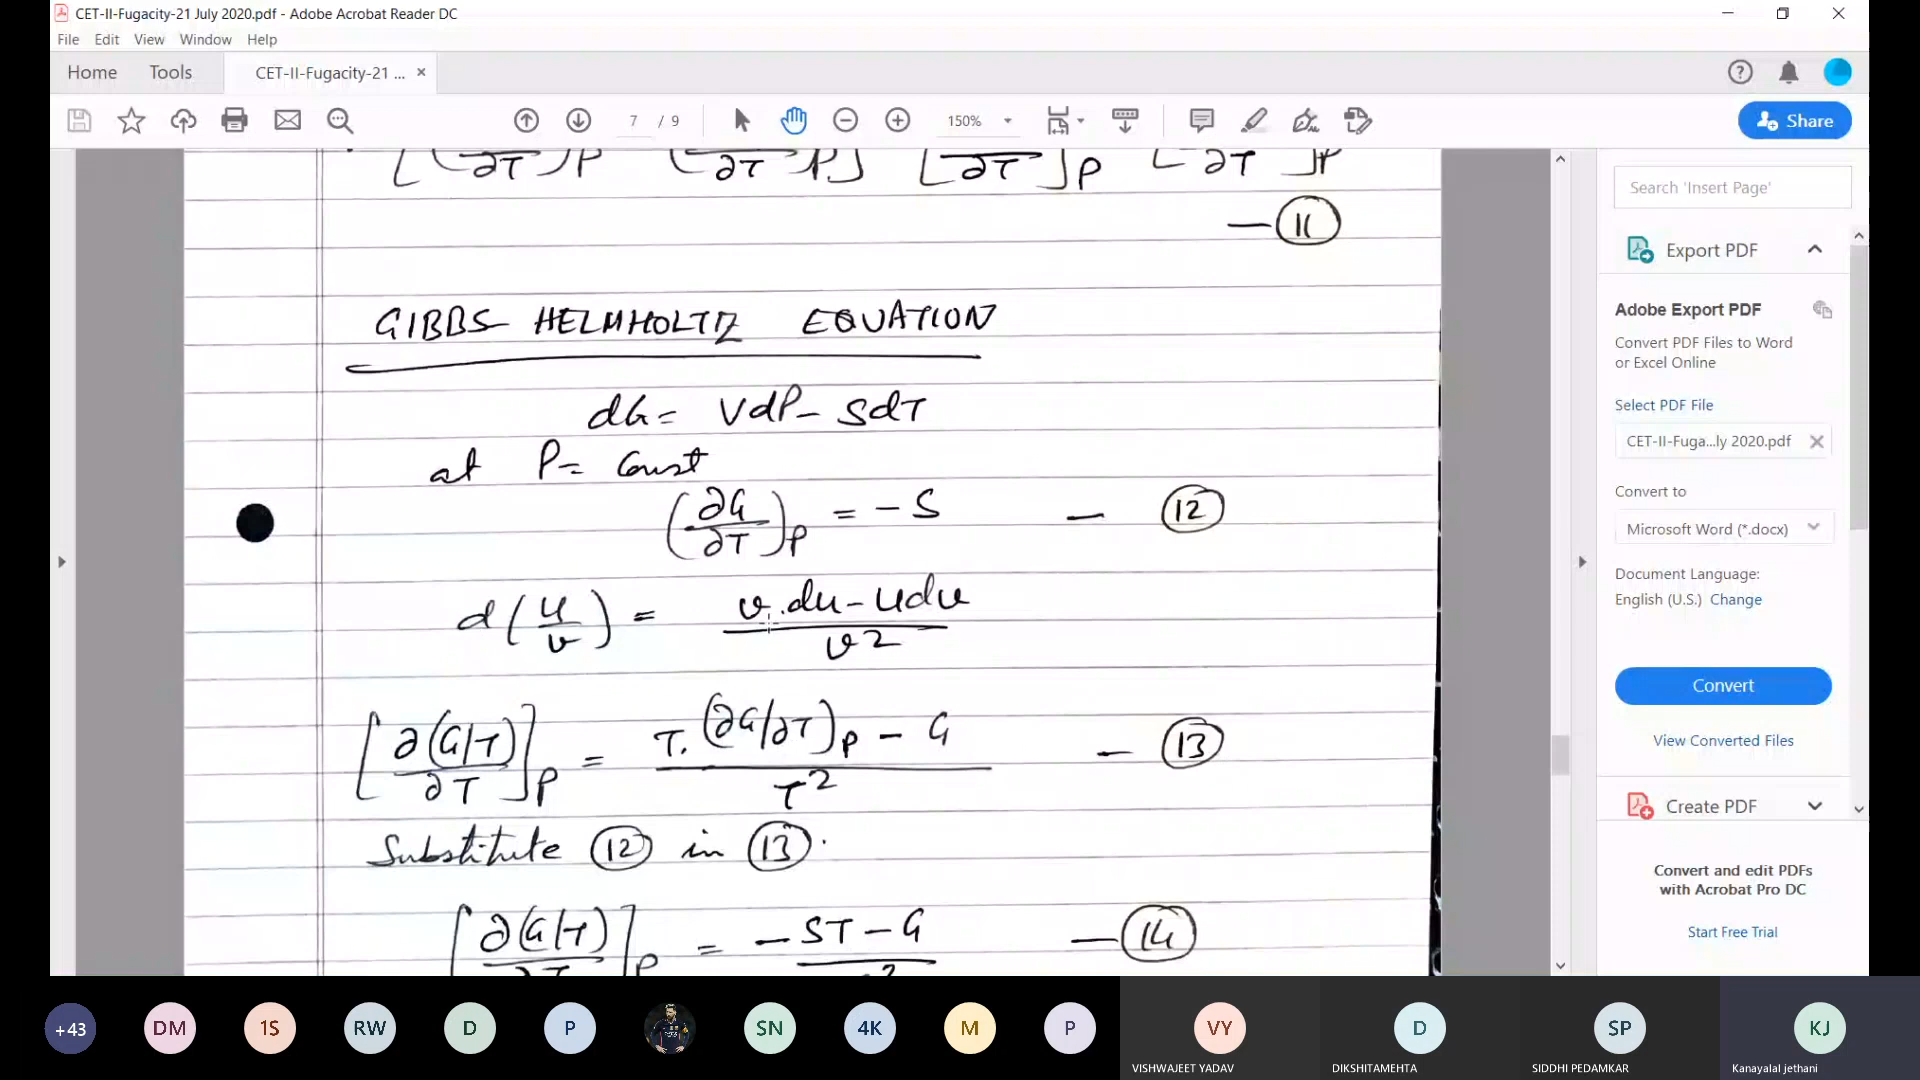 CET-II-Fugacity-21 July 2020.pdf - Adobe Acrobat Reader DC
File Edit View Window Help
Home Tools CET-II-Fugacity-21 ... ×
7 / 9 150% Share
∂T P ∂T P ∂T P ∂T P
— 11
GIBBS HELMHOLTZ EQUATION
dG = VdP - SdT
at P = Const
(∂G/∂T)P = - S — 12
d(u/v) = (v.du - udv)/v2
[∂(G/T)/∂T]P = (T.(∂G/∂T)P - G)/T2 — 13
Substitute 12 in 13.
[∂(G/T)/∂T]P = - ST - G — 14
Search 'Insert Page'
Export PDF
Adobe Export PDF
Convert PDF Files to Word
or Excel Online
Select PDF File
CET-II-Fuga...ly 2020.pdf
Convert to
Microsoft Word (*.docx)
Document Language:
English (U.S.) Change
Convert
View Converted Files
Create PDF
Convert and edit PDFs
with Acrobat Pro DC
Start Free Trial
+43 DM 1S RW D P SN 4K M P VY D SP KJ
VISHWAJEET YADAV DIKSHITAMEHTA SIDDHI PEDAMKAR Kanayalal jethani